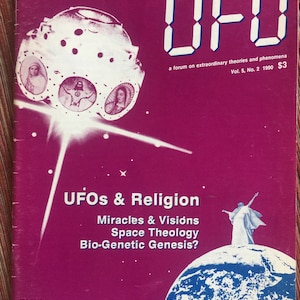 UFO
a forum on extraordinary theories and phenomena
Vol. 5, No. 2 1990 $3
UFOs & Religion
Miracles & Visions
Space Theology
Bio-Genetic Genesis?